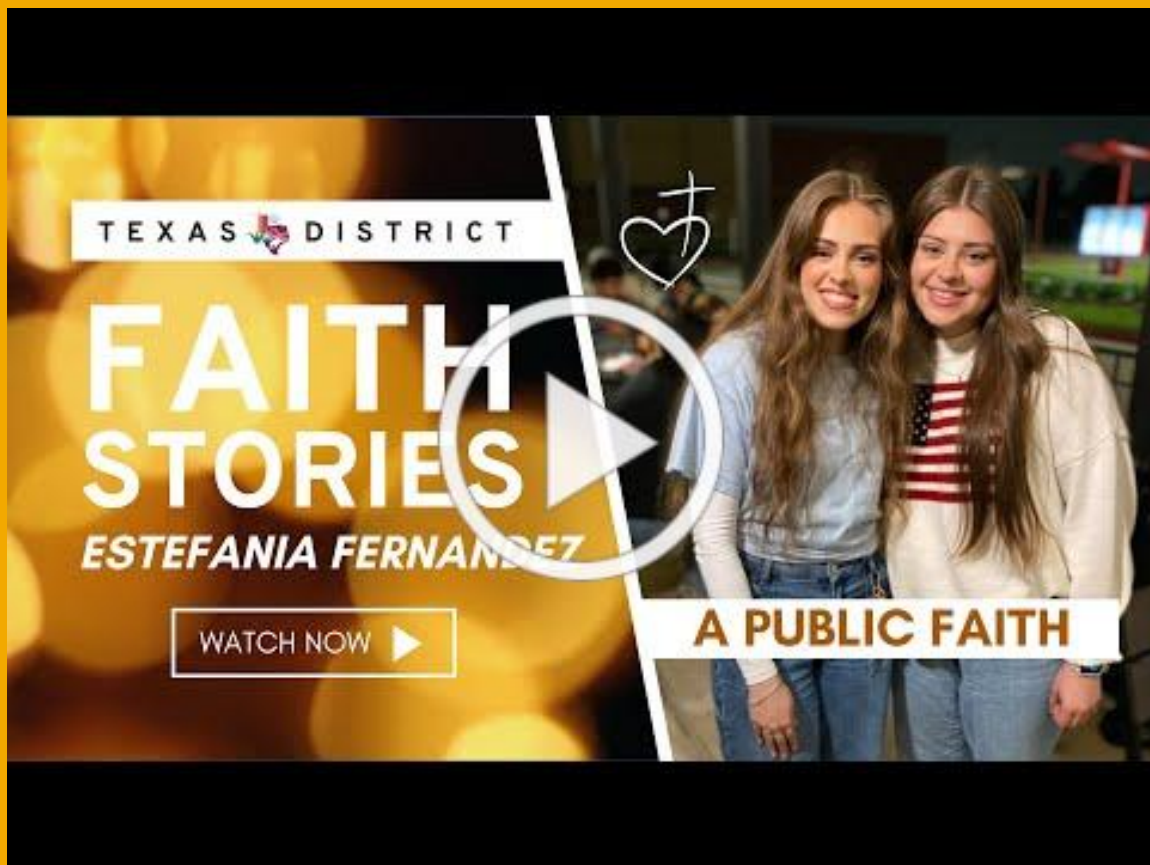 TEXAS DISTRICT
FAITH
STORIES
ESTEFANIA FERNANDEZ
WATCH NOW
A PUBLIC FAITH